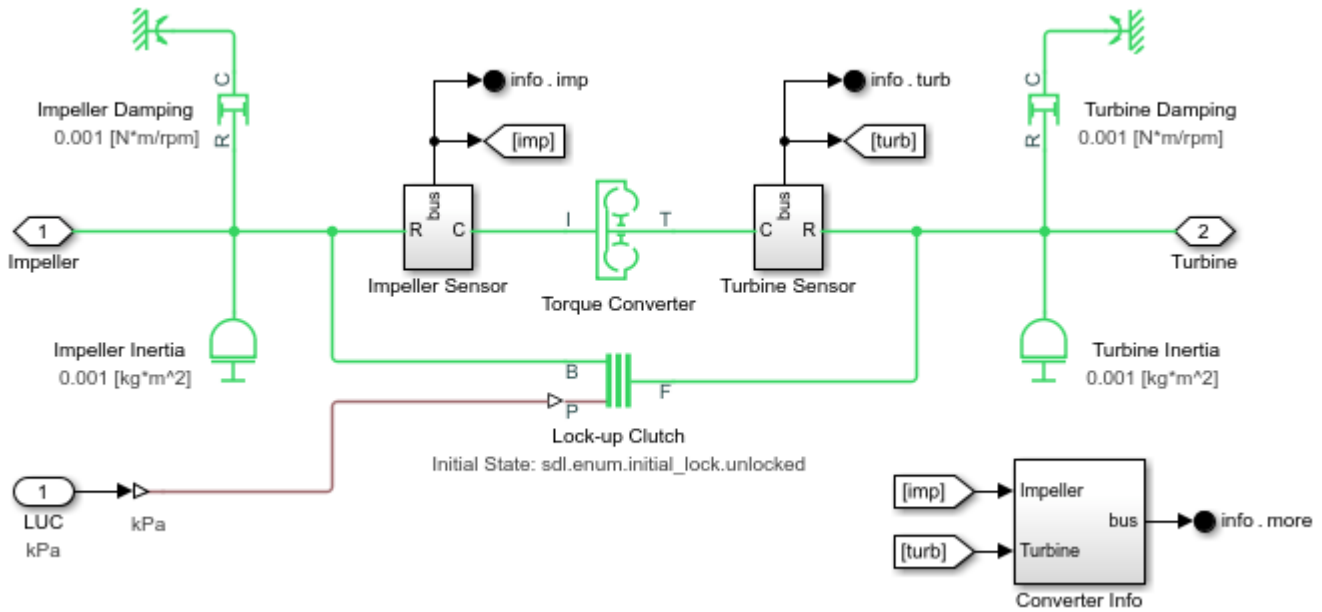 C
info . imp
info . turb
C
Impeller Damping
0.001 [N*m/rpm]
R
[imp]
[turb]
Turbine Damping
0.001 [N*m/rpm]
R
bus
bus
1
Impeller
R
C
I
T
C
R
2
Turbine
Impeller Sensor
Torque Converter
Turbine Sensor
Impeller Inertia
0.001 [kg*m^2]
Turbine Inertia
0.001 [kg*m^2]
B
P
F
Lock-up Clutch
Initial State: sdl.enum.initial_lock.unlocked
1
LUC
kPa
kPa
[imp]
[turb]
Impeller
Turbine
bus
info . more
Converter Info